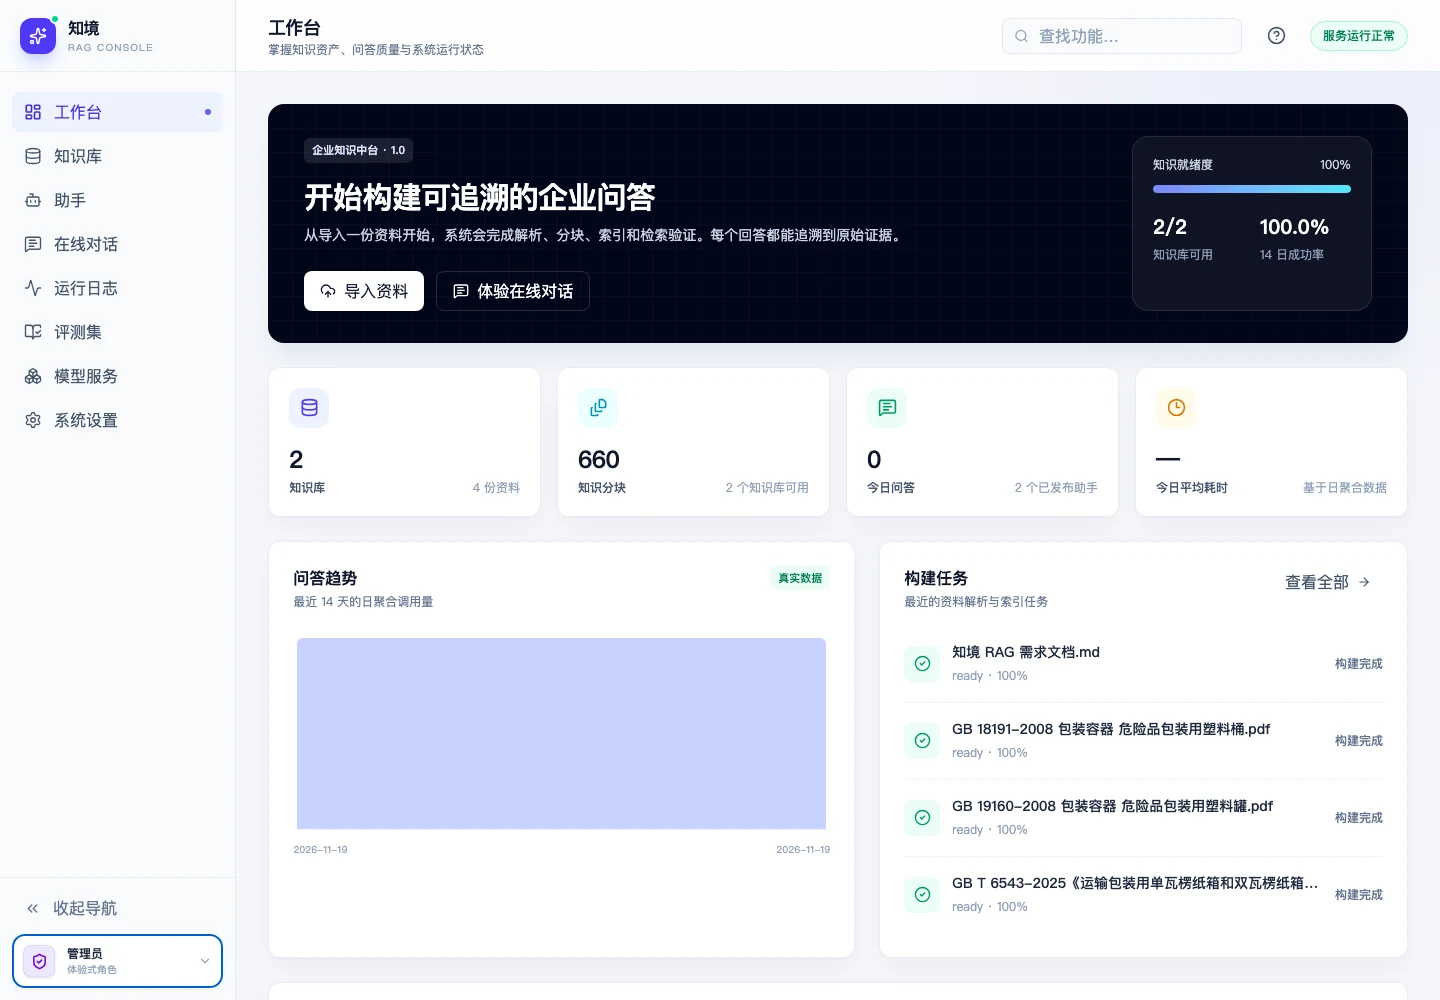 知境
RAG CONSOLE
工作台
知识库
助手
在线对话
运行日志
评测集
模型服务
系统设置
收起导航
管理员
体验式角色
工作台
掌握知识资产、问答质量与系统运行状态
查找功能...
服务运行正常
企业知识中台 · 1.0
开始构建可追溯的企业问答
从导入一份资料开始，系统会完成解析、分块、索引和检索验证。每个回答都能追溯到原始证据。
导入资料
体验在线对话
知识就绪度 100%
2/2 100.0%
知识库可用 14 日成功率
2
知识库 4 份资料
660
知识分块 2 个知识库可用
0
今日问答 2 个已发布助手
—
今日平均耗时 基于日聚合数据
问答趋势
最近 14 天的日聚合调用量
真实数据
2026-11-19 2026-11-19
构建任务
最近的资料解析与索引任务
查看全部
知境 RAG 需求文档.md
ready · 100%
构建完成
GB 18191-2008 包装容器 危险品包装用塑料桶.pdf
ready · 100%
构建完成
GB 19160-2008 包装容器 危险品包装用塑料罐.pdf
ready · 100%
构建完成
GB T 6543-2025《运输包装用单瓦楞纸箱和双瓦楞纸箱...
ready · 100%
构建完成